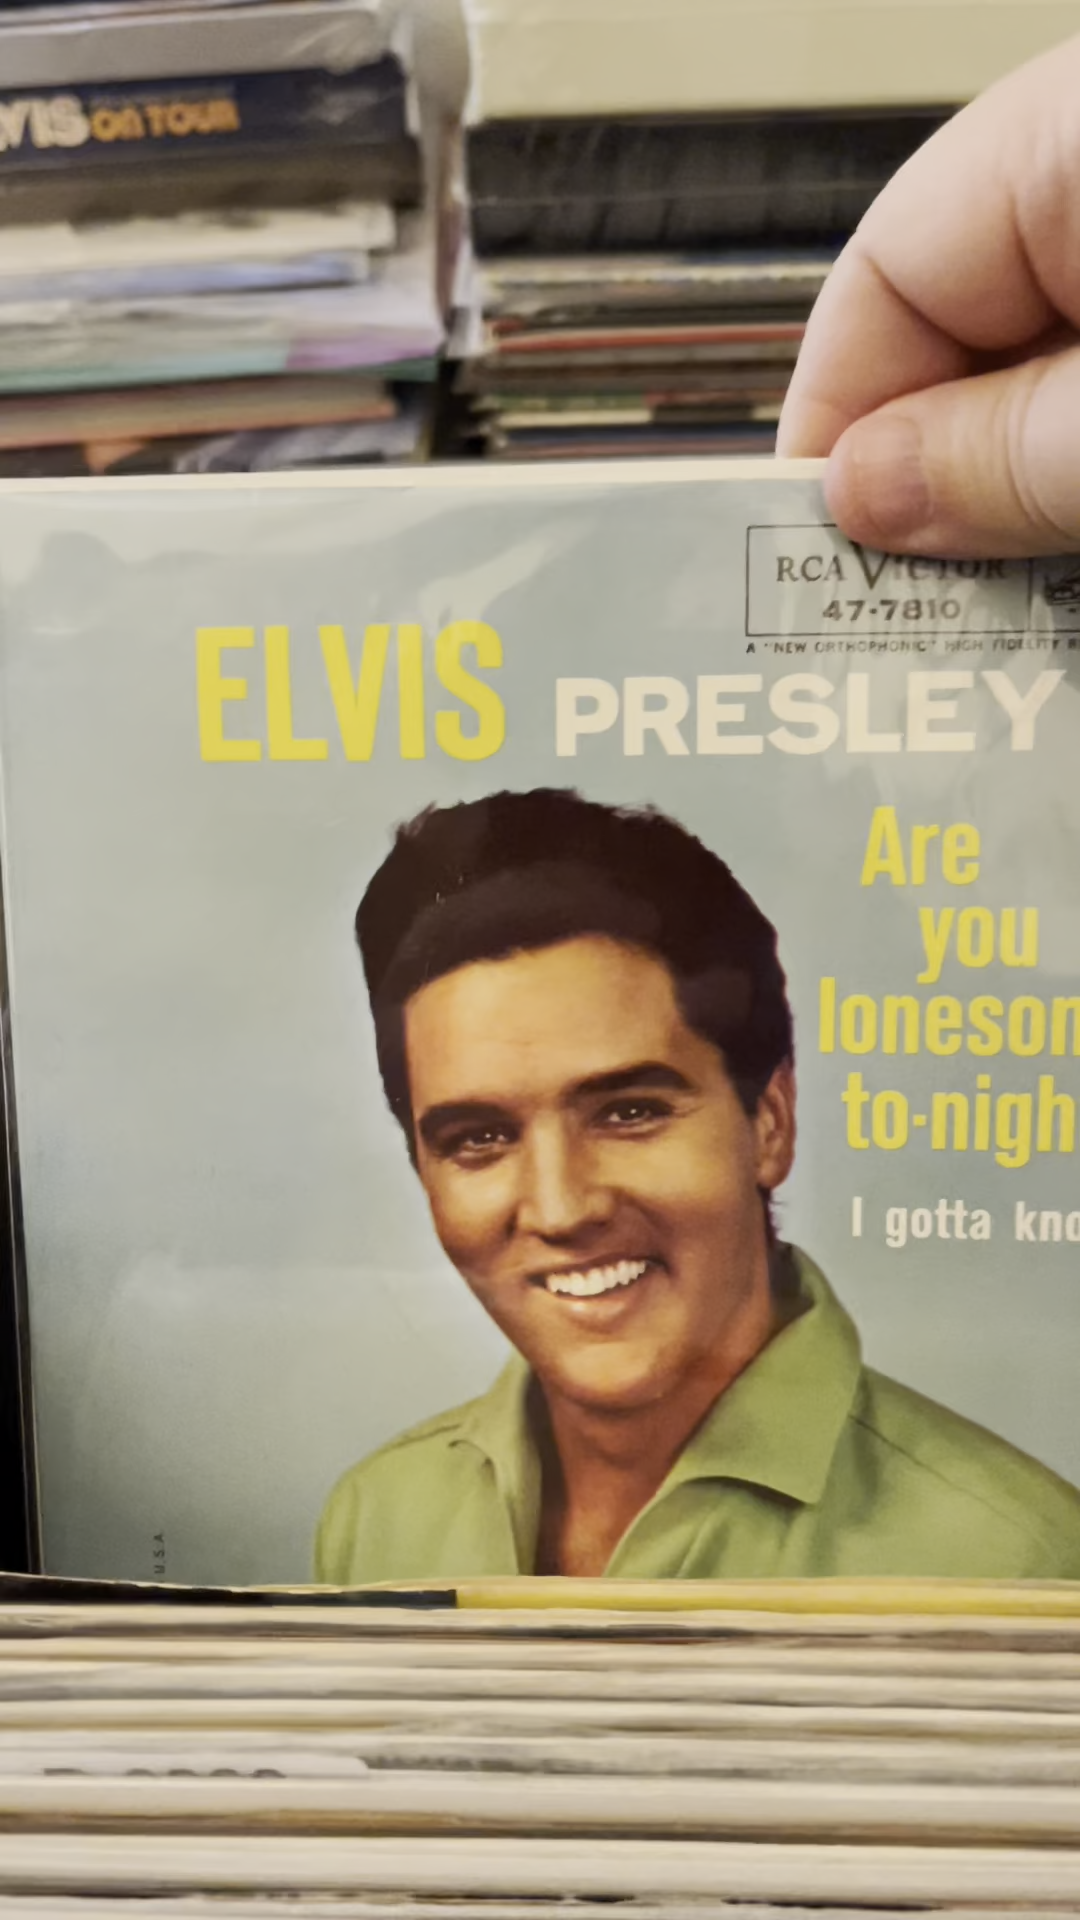 VIS ON TOUR
RCA VICTOR
47-7810
A "NEW ORTHOPHONIC" HIGH FIDELITY R
ELVIS PRESLEY
Are
you
loneson
to-nigh
I gotta kno
U.S.A.